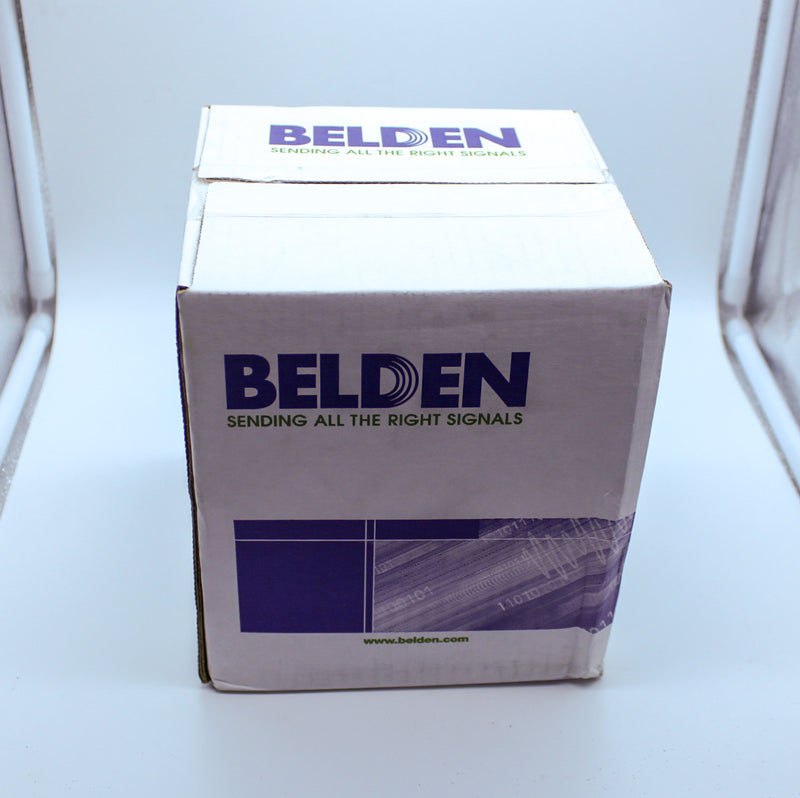 BELDEN
SENDING ALL THE RIGHT SIGNALS
BELDEN
SENDING ALL THE RIGHT SIGNALS
www.belden.com